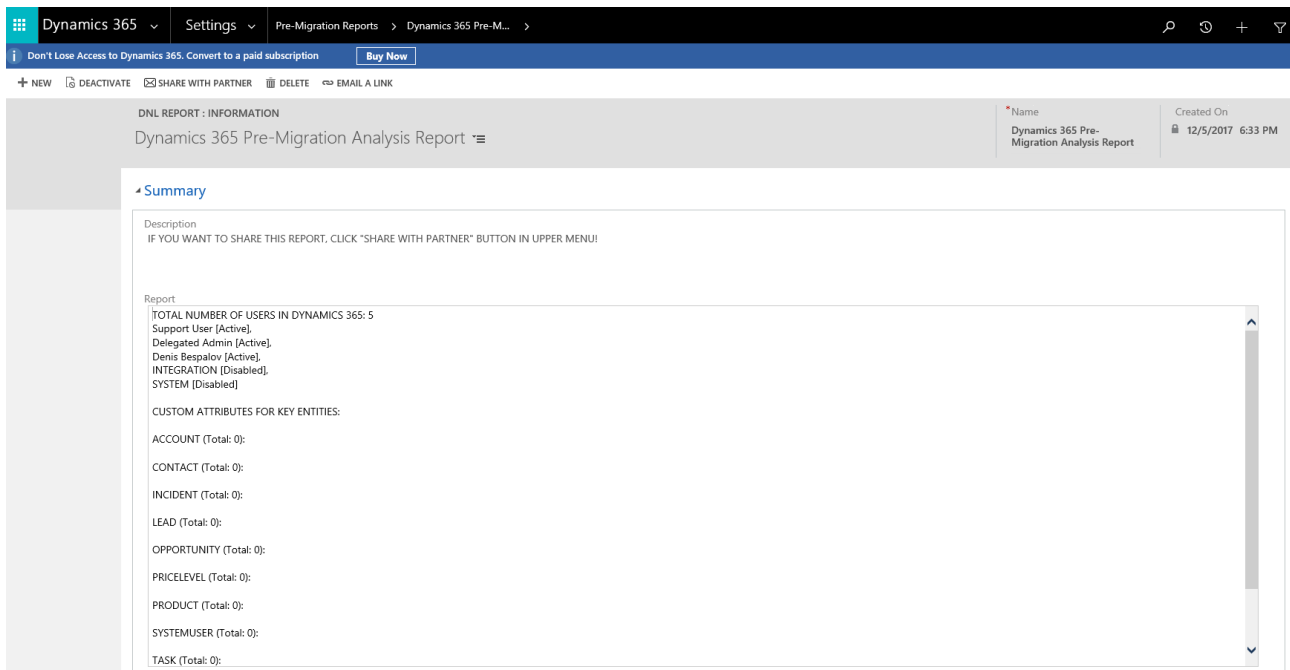 Dynamics 365 Settings Pre-Migration Reports > Dynamics 365 Pre-M... >
Don't Lose Access to Dynamics 365. Convert to a paid subscription Buy Now
+ NEW DEACTIVATE SHARE WITH PARTNER DELETE EMAIL A LINK
DNL REPORT : INFORMATION
Dynamics 365 Pre-Migration Analysis Report
*Name
Dynamics 365 Pre-
Migration Analysis Report
Created On
12/5/2017 6:33 PM
Summary
Description
IF YOU WANT TO SHARE THIS REPORT, CLICK "SHARE WITH PARTNER" BUTTON IN UPPER MENU!
Report
TOTAL NUMBER OF USERS IN DYNAMICS 365: 5
Support User [Active],
Delegated Admin [Active],
Denis Bespalov [Active],
INTEGRATION [Disabled],
SYSTEM [Disabled]
CUSTOM ATTRIBUTES FOR KEY ENTITIES:
ACCOUNT (Total: 0):
CONTACT (Total: 0):
INCIDENT (Total: 0):
LEAD (Total: 0):
OPPORTUNITY (Total: 0):
PRICELEVEL (Total: 0):
PRODUCT (Total: 0):
SYSTEMUSER (Total: 0):
TASK (Total: 0):